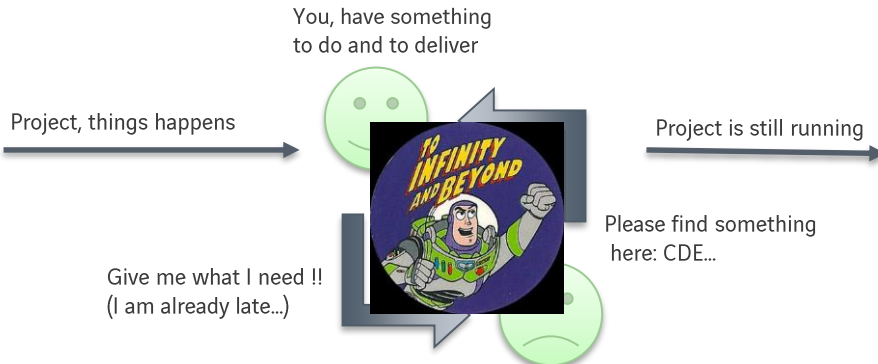 You, have something
to do and to deliver
Project, things happens
Project is still running
TO
INFINITY
AND BEYOND
Please find something
here: CDE...
Give me what I need !!
(I am already late...)